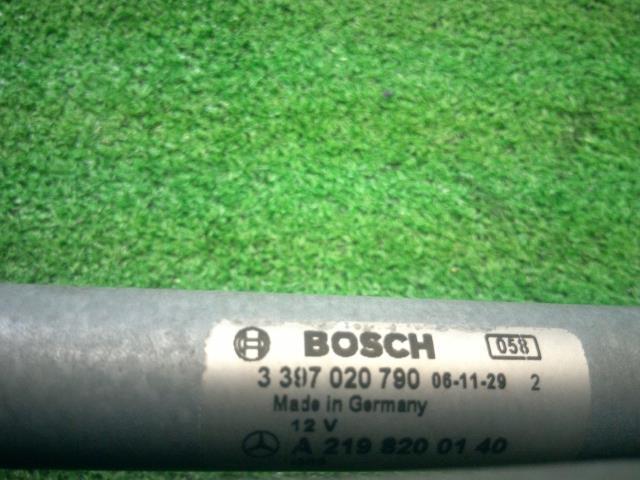 BOSCH 058
3 397 020 790 06-11-29 2
Made in Germany
12 V
A 219 820 01 40